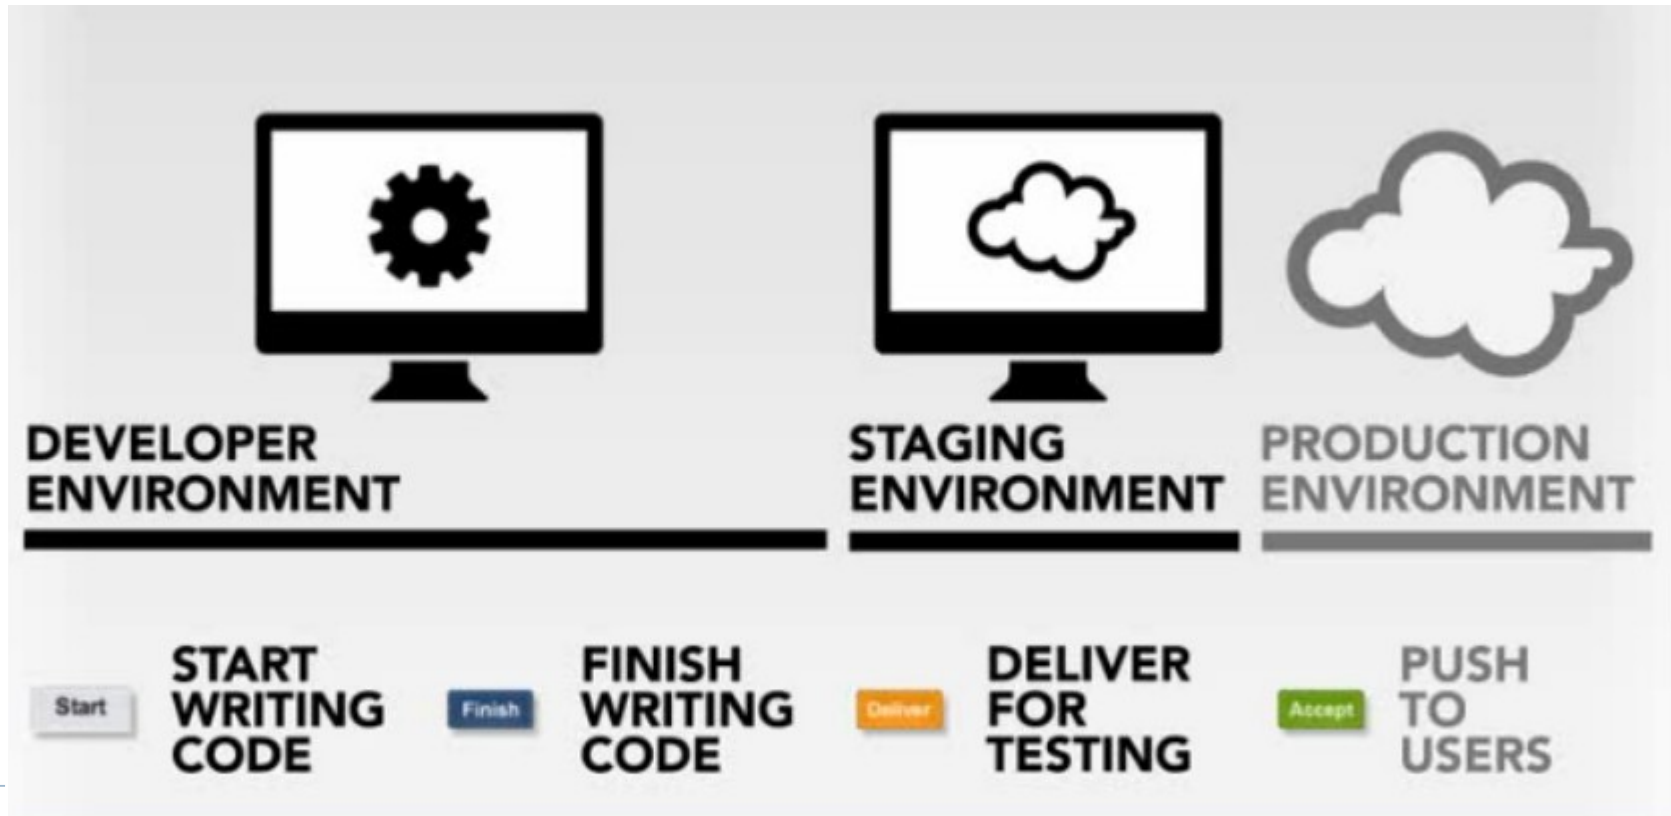 DEVELOPER
ENVIRONMENT
STAGING
ENVIRONMENT
PRODUCTION
ENVIRONMENT
Start
START
WRITING
CODE
Finish
FINISH
WRITING
CODE
Deliver
DELIVER
FOR
TESTING
Accept
PUSH
TO
USERS